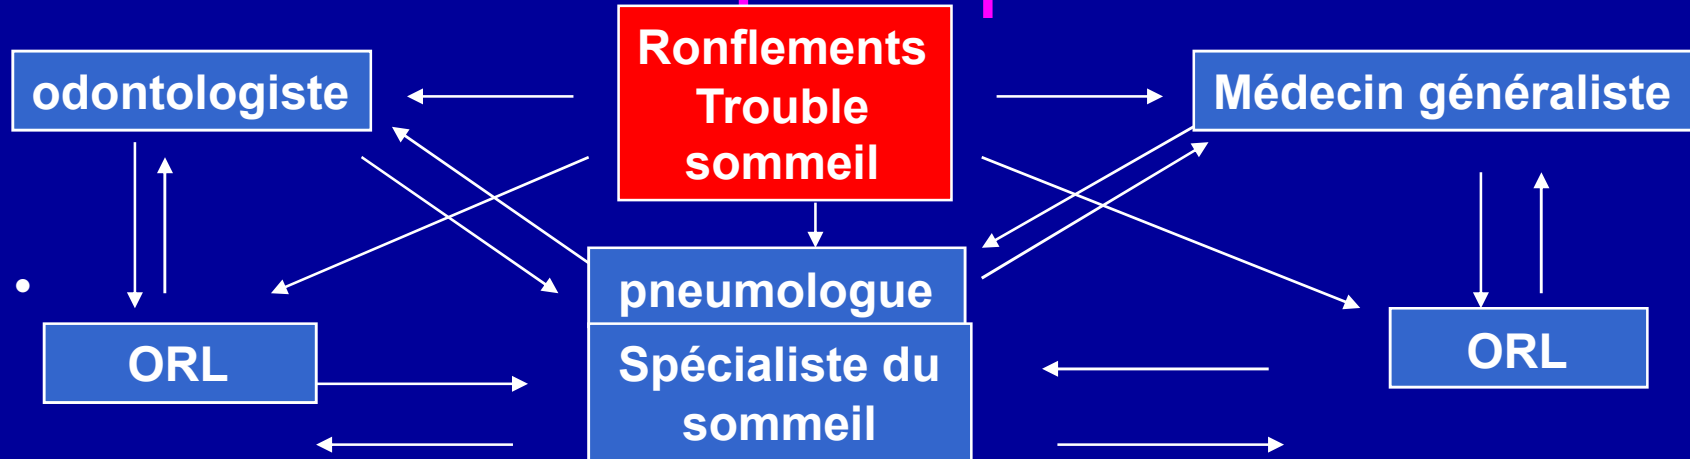 Ronflements
Trouble
sommeil
odontologiste
Médecin généraliste
pneumologue
ORL
Spécialiste du
sommeil
ORL